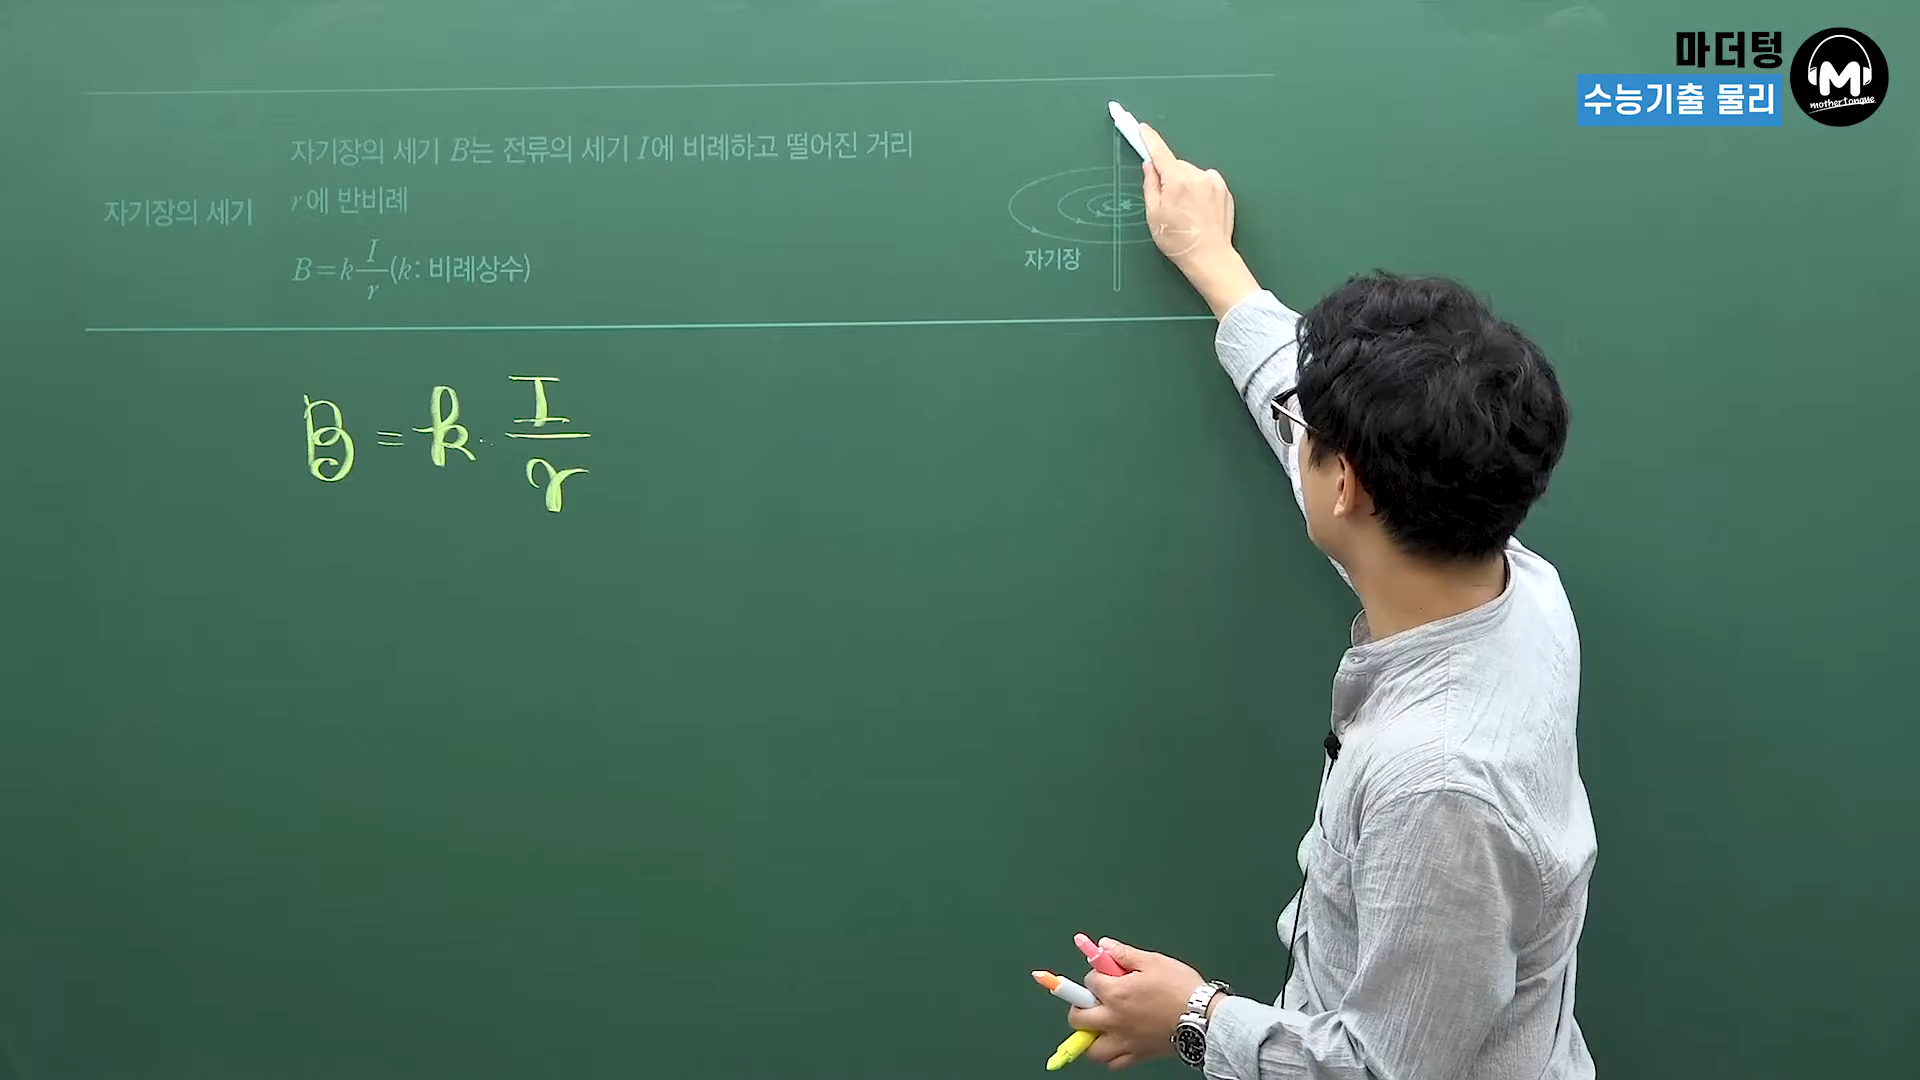 마더텅
수능기출 물리
M
mothertongue
자기장의 세기 B는 전류의 세기 I에 비례하고 떨어진 거리
r에 반비례
자기장의 세기
B=k I/r (k: 비례상수)
r
자기장
B = k · I/r